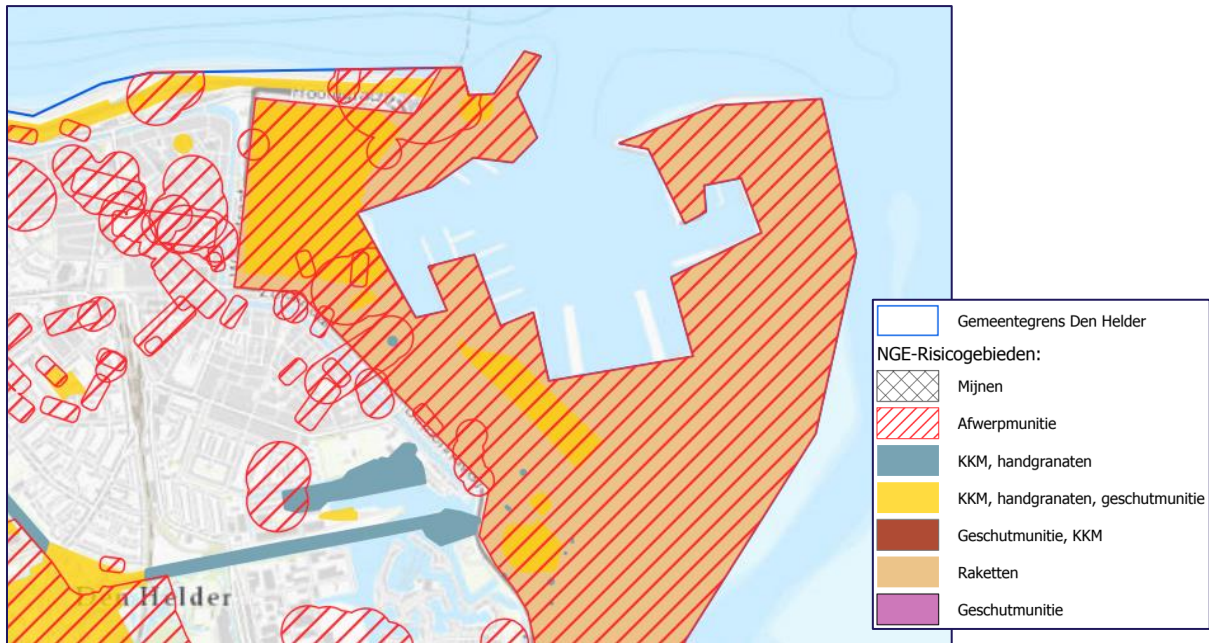 Den Helder
Gemeentegrens Den Helder
NGE-Risicogebieden:
Mijnen
Afwerpmunitie
KKM, handgranaten
KKM, handgranaten, geschutmunitie
Geschutmunitie, KKM
Raketten
Geschutmunitie